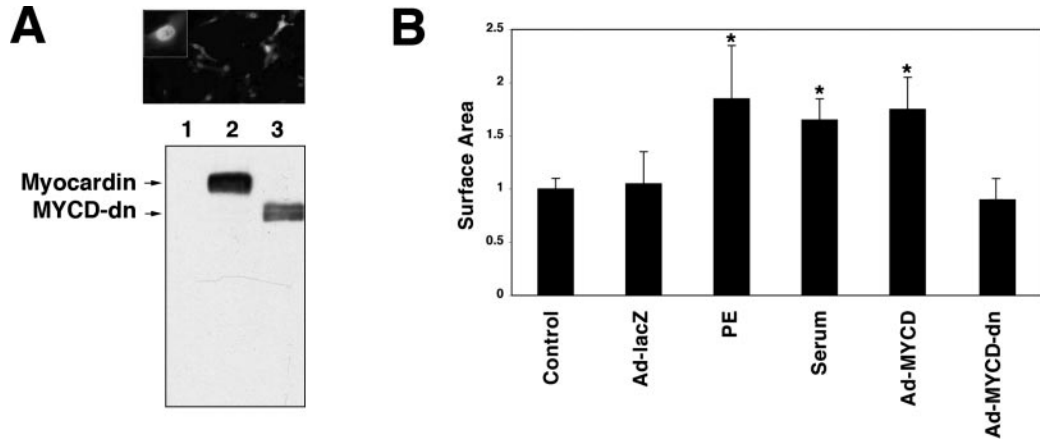 A
1 2 3
Myocardin
MYCD-dn
B
Surface Area
2.5
2
1.5
1
0.5
0
*
*
*
Control
Ad-lacZ
PE
Serum
Ad-MYCD
Ad-MYCD-dn